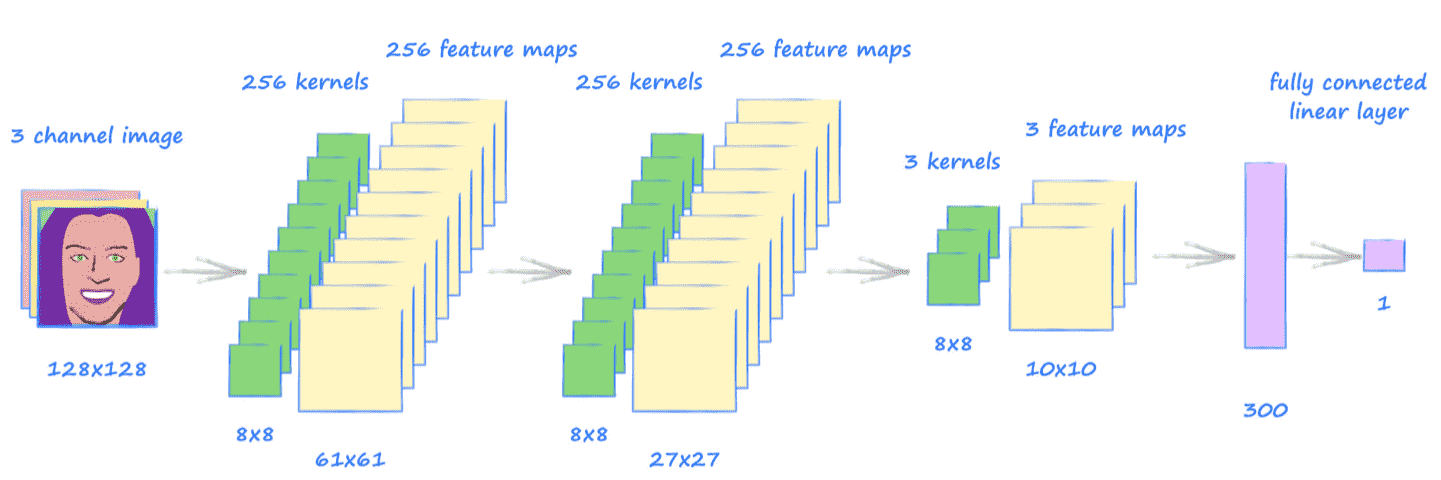 3 channel image
128x128
256 kernels
8x8
256 feature maps
61x61
256 kernels
8x8
256 feature maps
27x27
3 kernels
8x8
3 feature maps
10x10
fully connected
linear layer
300
1